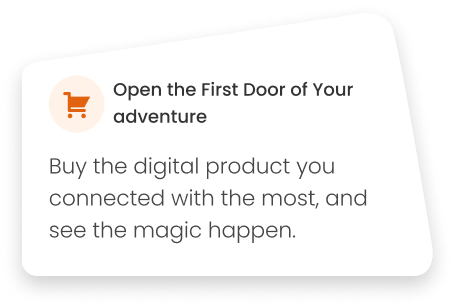 Open the First Door of Your
adventure
Buy the digital product you
connected with the most, and
see the magic happen.